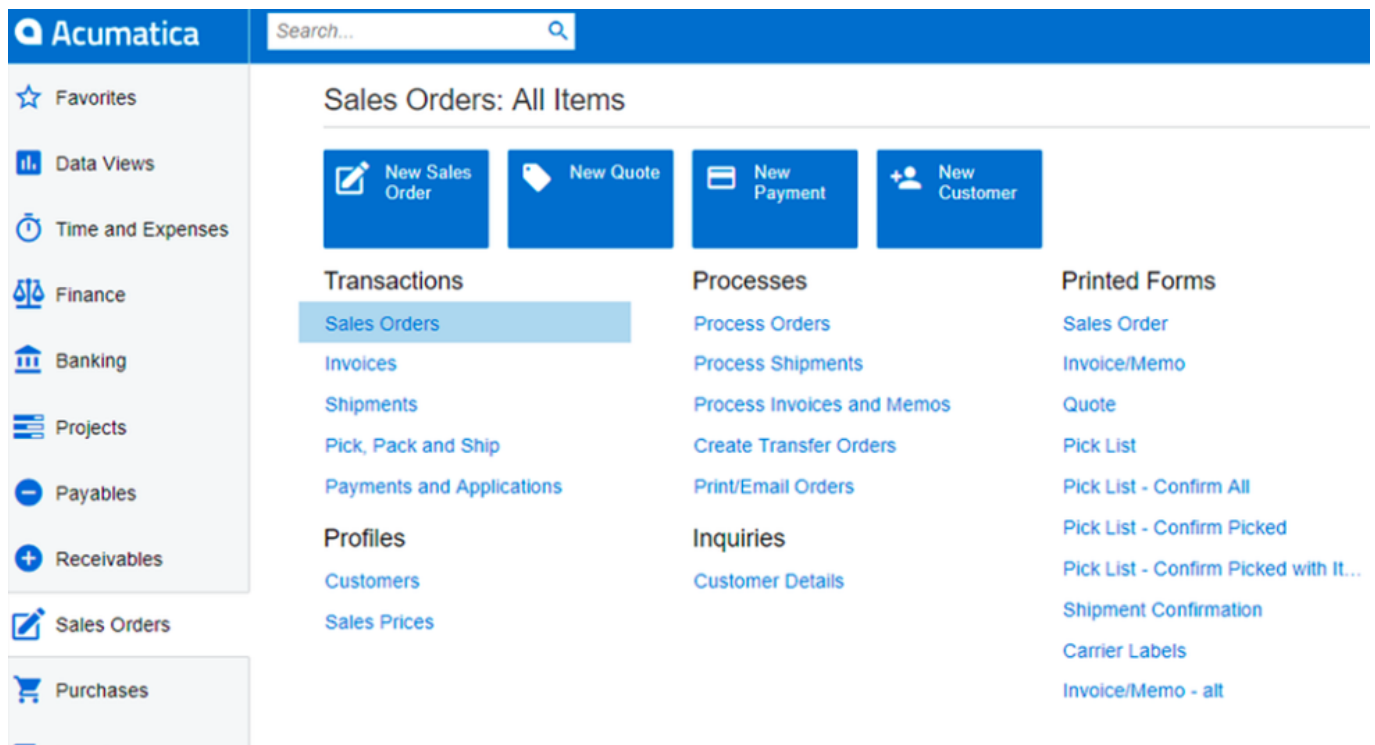 Acumatica
Search...
Favorites
Data Views
Time and Expenses
Finance
Banking
Projects
Payables
Receivables
Sales Orders
Purchases
Sales Orders: All Items
New Sales
Order
New Quote
New
Payment
New
Customer
Transactions
Sales Orders
Invoices
Shipments
Pick, Pack and Ship
Payments and Applications
Profiles
Customers
Sales Prices
Processes
Process Orders
Process Shipments
Process Invoices and Memos
Create Transfer Orders
Print/Email Orders
Inquiries
Customer Details
Printed Forms
Sales Order
Invoice/Memo
Quote
Pick List
Pick List - Confirm All
Pick List - Confirm Picked
Pick List - Confirm Picked with It...
Shipment Confirmation
Carrier Labels
Invoice/Memo - alt